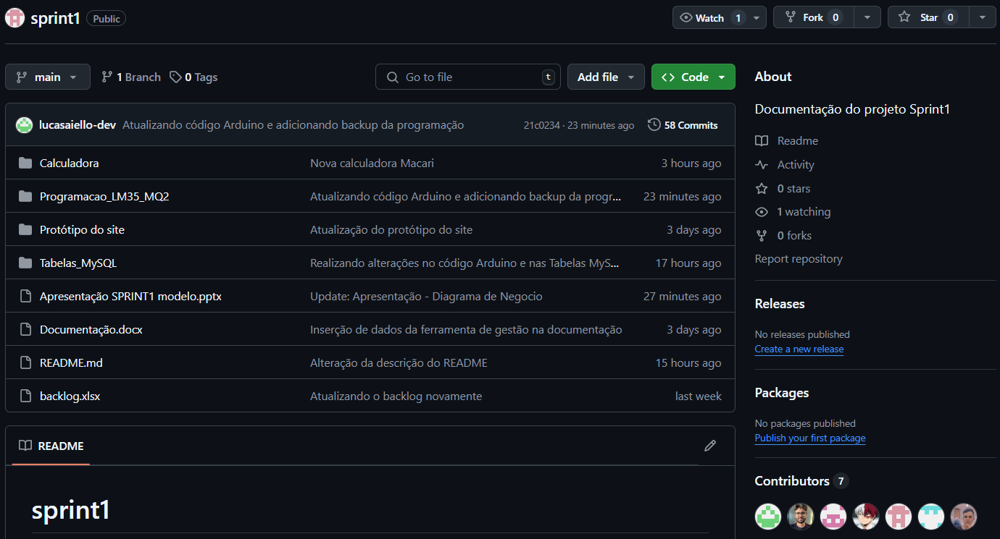 sprint1 Public Watch 1 Fork 0 Star 0
main 1 Branch 0 Tags Go to file t Add file Code
lucasaiello-dev Atualizando código Arduino e adicionando backup da programação 21c0234 · 23 minutes ago 58 Commits
Calculadora Nova calculadora Macari 3 hours ago
Programacao_LM35_MQ2 Atualizando código Arduino e adicionando backup da progr... 23 minutes ago
Protótipo do site Atualização do protótipo do site 3 days ago
Tabelas_MySQL Realizando alterações no código Arduino e nas Tabelas MyS... 17 hours ago
Apresentação SPRINT1 modelo.pptx Update: Apresentação - Diagrama de Negocio 27 minutes ago
Documentação.docx Inserção de dados da ferramenta de gestão na documentação 3 days ago
README.md Alteração da descrição do README 15 hours ago
backlog.xlsx Atualizando o backlog novamente last week
README
sprint1
About
Documentação do projeto Sprint1
Readme
Activity
0 stars
1 watching
0 forks
Report repository
Releases
No releases published
Create a new release
Packages
No packages published
Publish your first package
Contributors 7